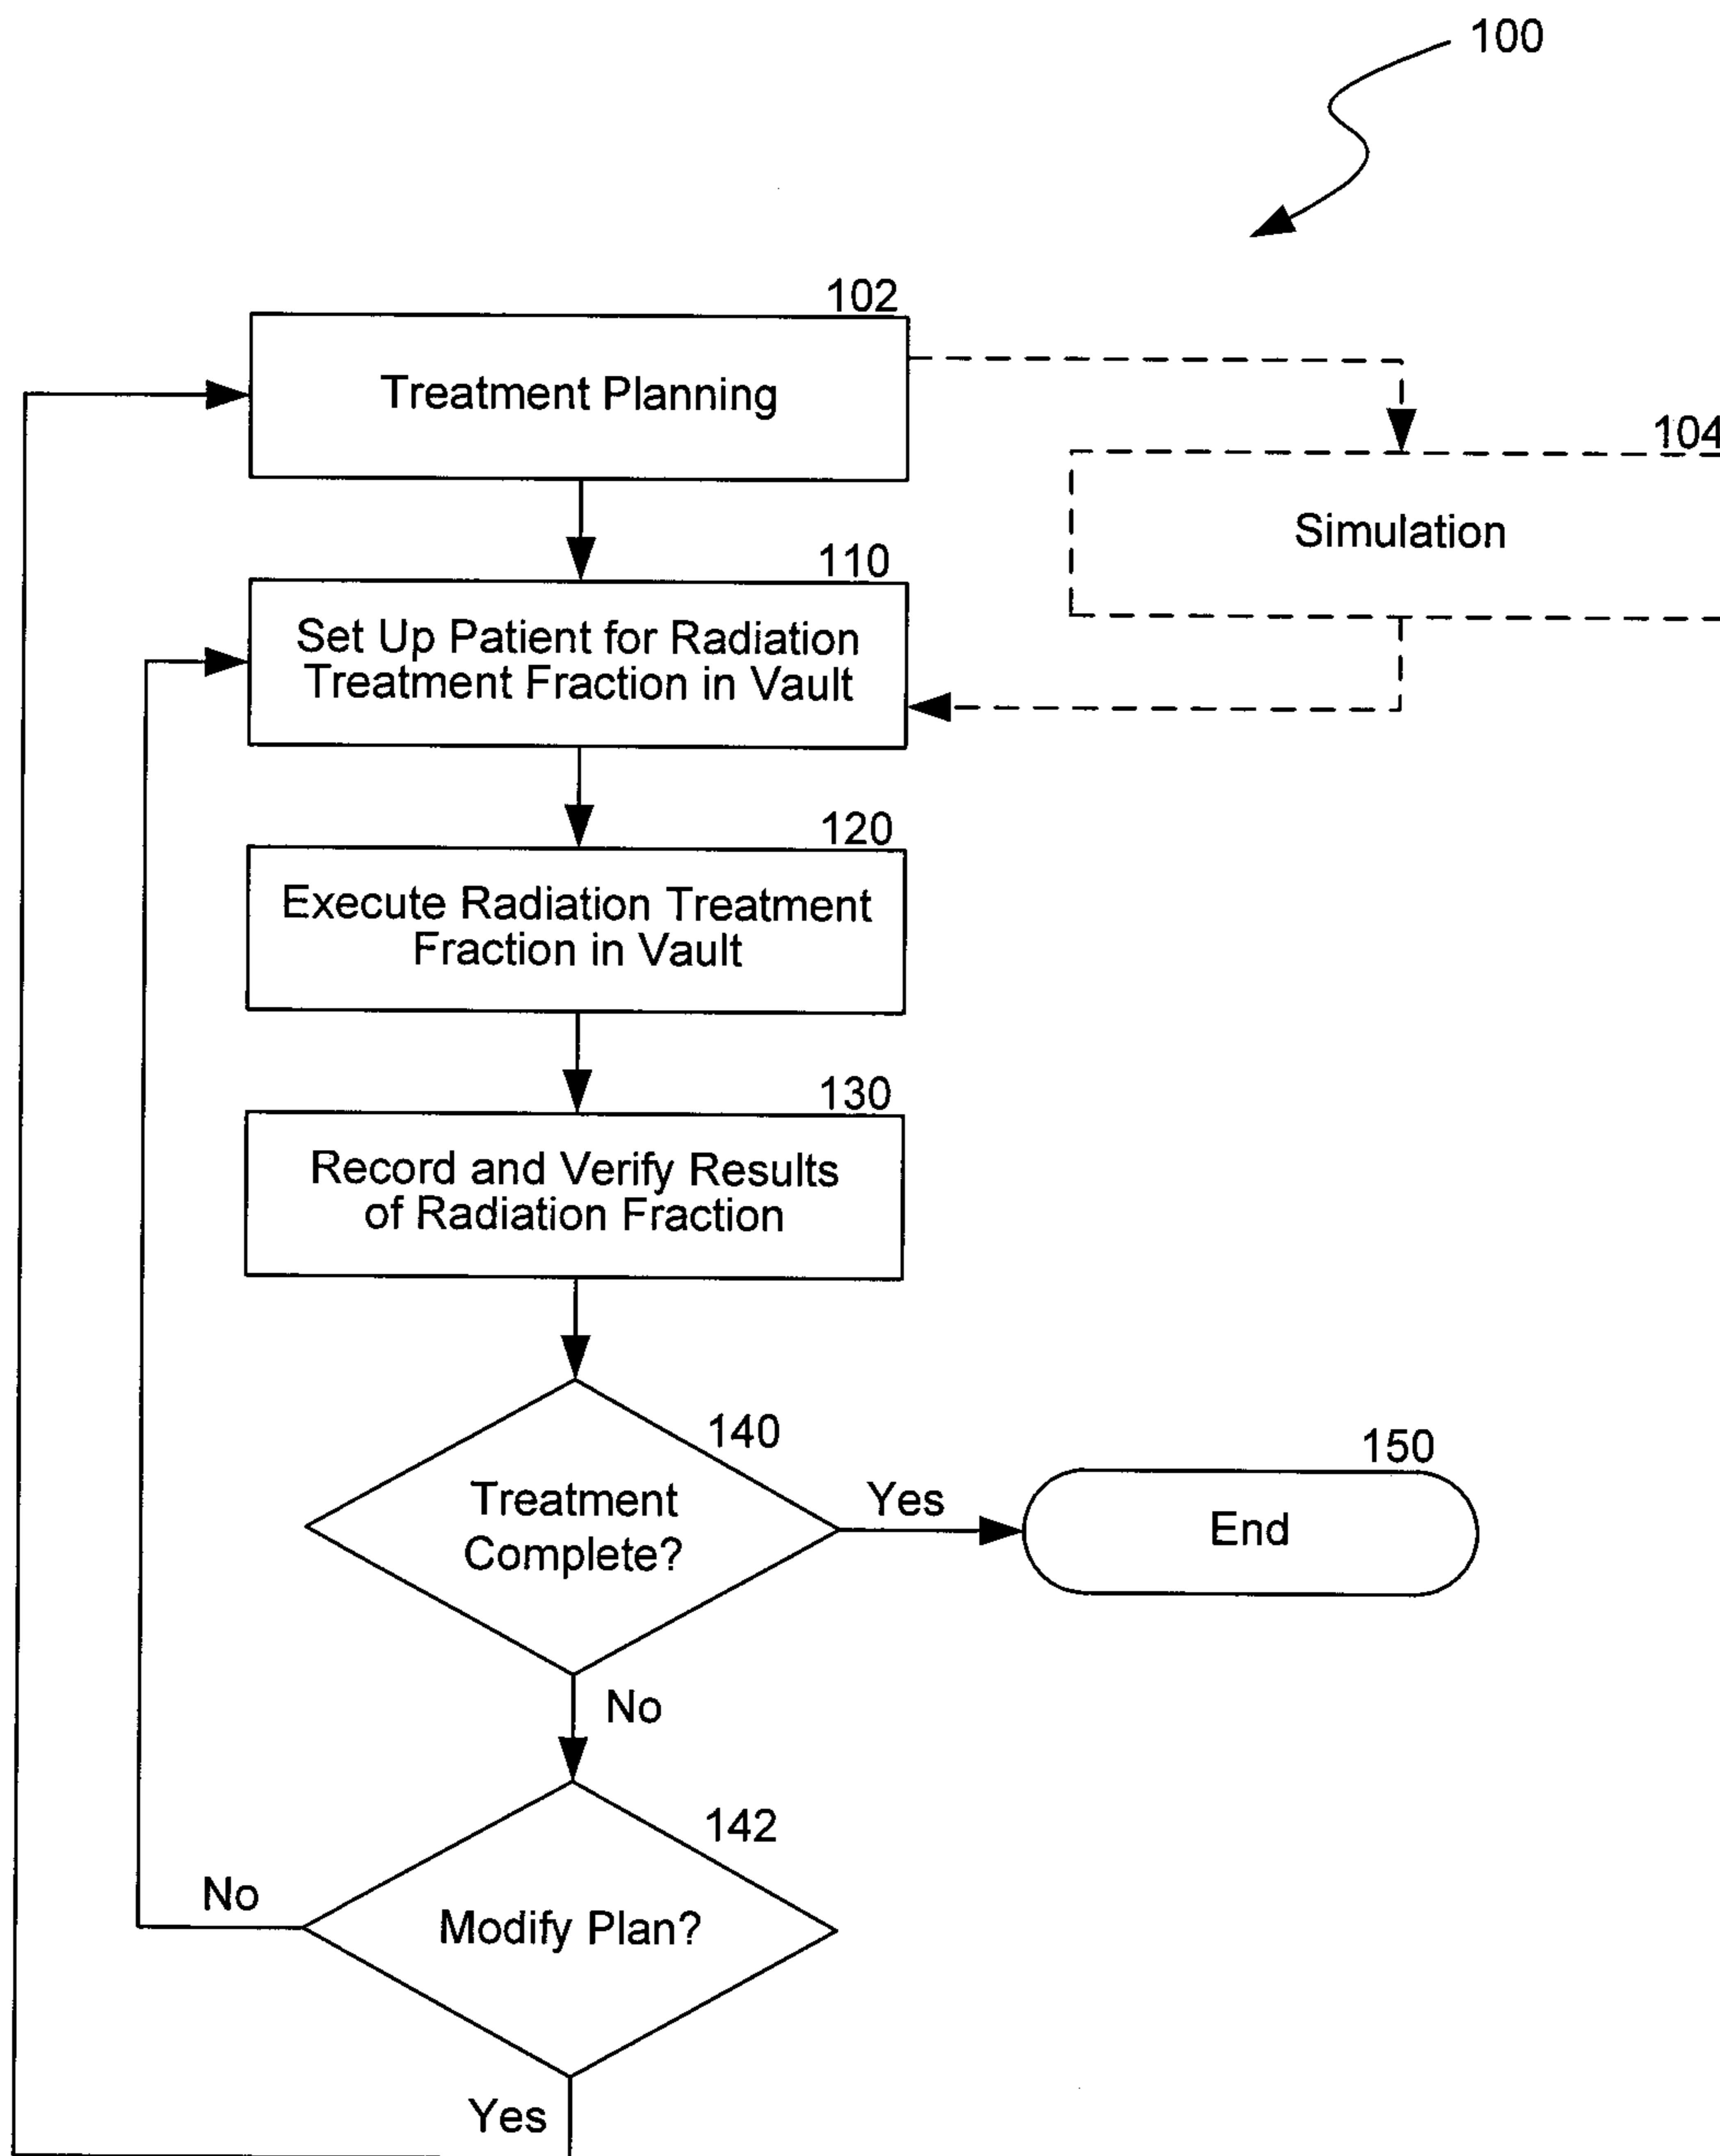 100
102
Treatment Planning
104
Simulation
110
Set Up Patient for Radiation
Treatment Fraction in Vault
120
Execute Radiation Treatment
Fraction in Vault
130
Record and Verify Results
of Radiation Fraction
140
Treatment
Complete?
Yes
150
End
No
142
Modify Plan?
No
Yes